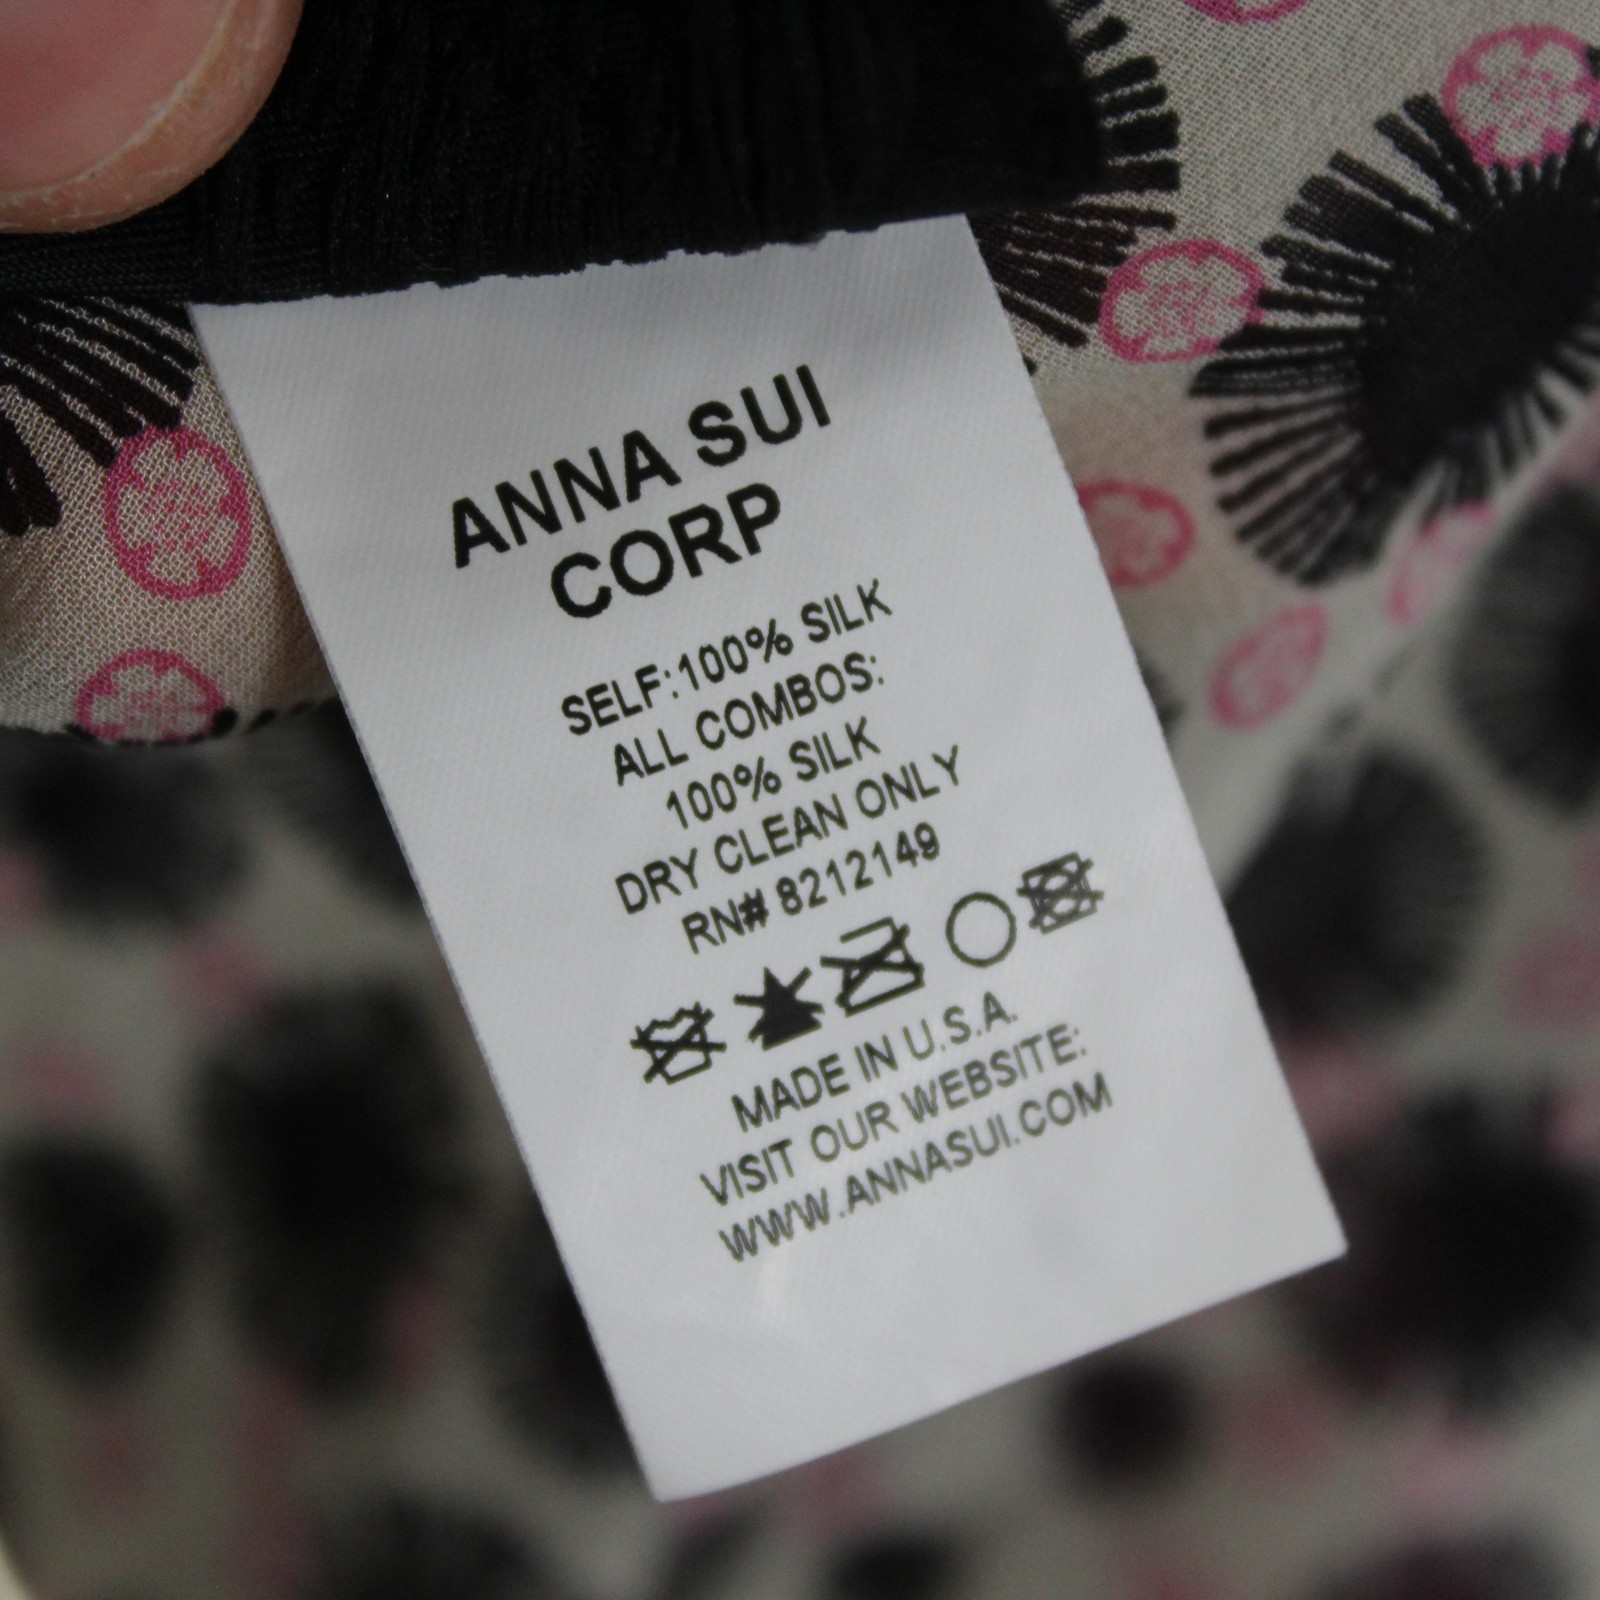 ANNA SUI
CORP
SELF:100% SILK
ALL COMBOS:
100% SILK
DRY CLEAN ONLY
RN# 8212149
MADE IN U.S.A.
VISIT OUR WEBSITE:
WWW.ANNASUI.COM